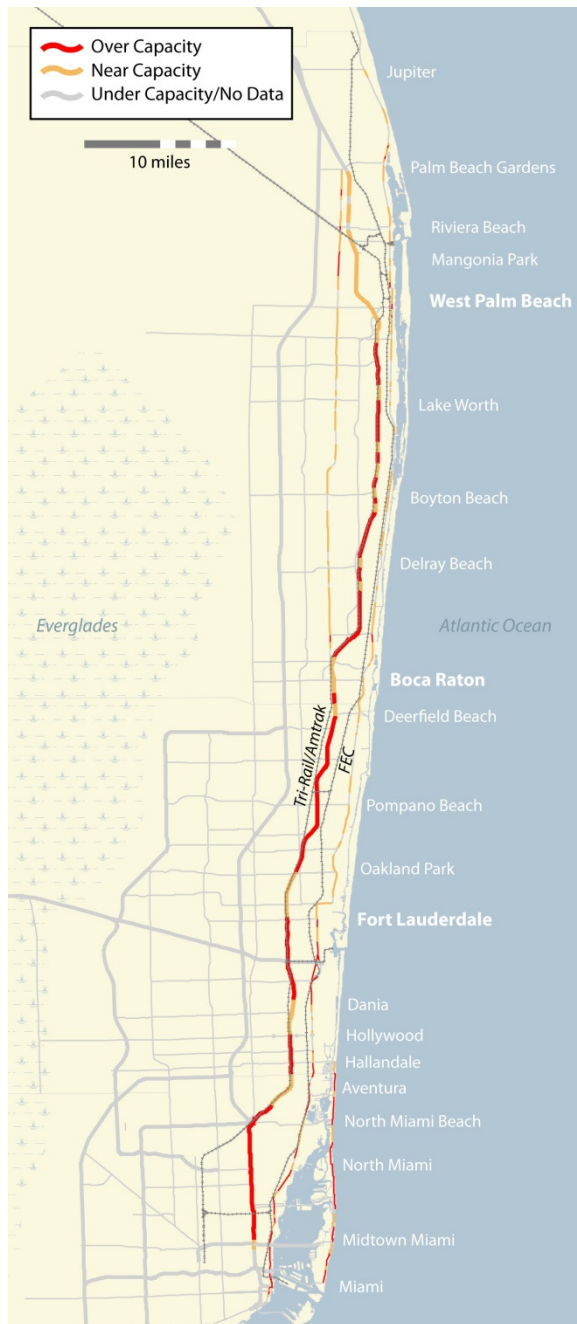 Over Capacity
Near Capacity
Under Capacity/No Data
10 miles
Jupiter
Palm Beach Gardens
Riviera Beach
Mangonia Park
West Palm Beach
Lake Worth
Boyton Beach
Delray Beach
Everglades
Atlantic Ocean
Boca Raton
Deerfield Beach
Tri-Rail/Amtrak
FEC
Pompano Beach
Oakland Park
Fort Lauderdale
Dania
Hollywood
Hallandale
Aventura
North Miami Beach
North Miami
Midtown Miami
Miami